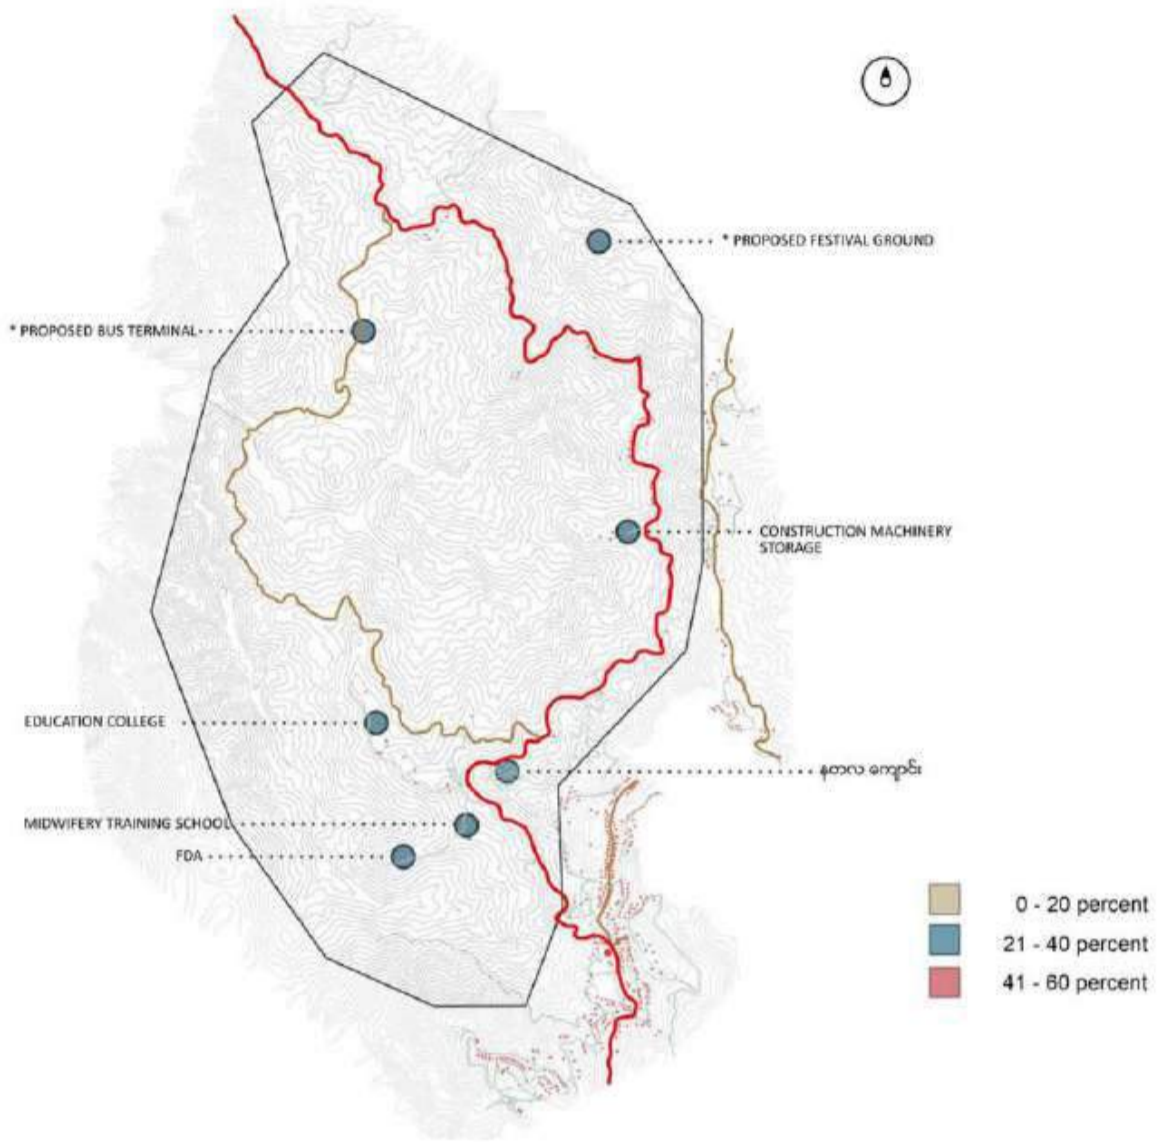 * PROPOSED FESTIVAL GROUND
* PROPOSED BUS TERMINAL
CONSTRUCTION MACHINERY
STORAGE
EDUCATION COLLEGE
နတလ ကျောင်း
MIDWIFERY TRAINING SCHOOL
FDA
0 - 20 percent
21 - 40 percent
41 - 60 percent